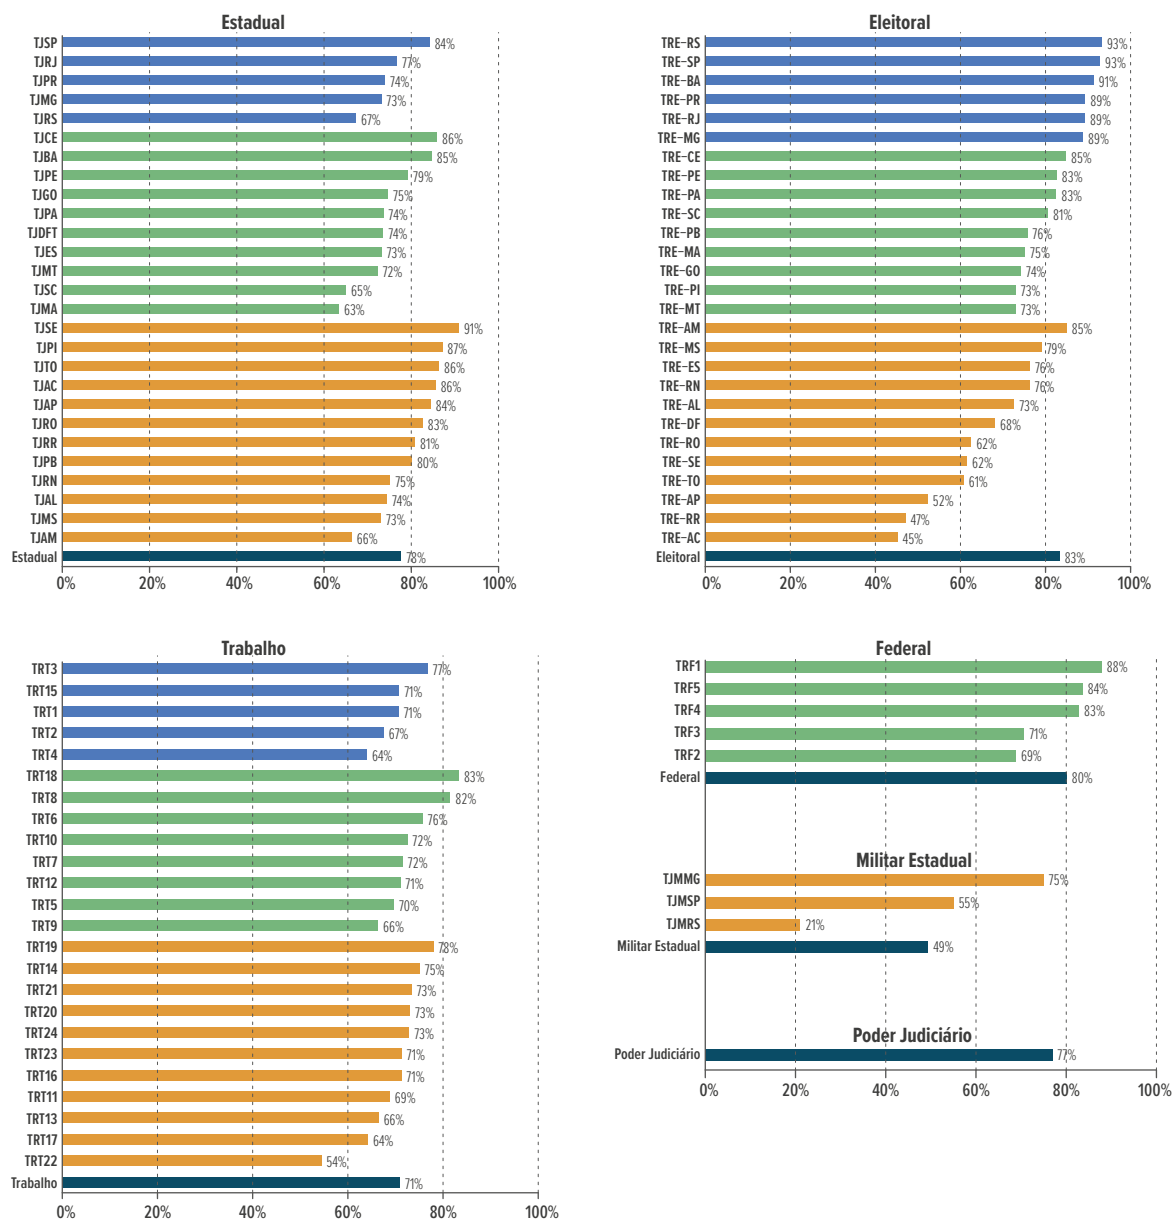 Estadual
TJSP 84%
TJRJ 77%
TJPR 74%
TJMG 73%
TJRS 67%
TJCE 86%
TJBA 85%
TJPE 79%
TJGO 75%
TJPA 74%
TJDFT 74%
TJES 73%
TJMT 72%
TJSC 65%
TJMA 63%
TJSE 91%
TJPI 87%
TJTO 86%
TJAC 86%
TJAP 84%
TJRO 83%
TJRR 81%
TJPB 80%
TJRN 75%
TJAL 74%
TJMS 73%
TJAM 66%
Estadual 78%
0% 20% 40% 60% 80% 100%
Eleitoral
TRE-RS 93%
TRE-SP 93%
TRE-BA 91%
TRE-PR 89%
TRE-RJ 89%
TRE-MG 89%
TRE-CE 85%
TRE-PE 83%
TRE-PA 83%
TRE-SC 81%
TRE-PB 76%
TRE-MA 75%
TRE-GO 74%
TRE-PI 73%
TRE-MT 73%
TRE-AM 85%
TRE-MS 79%
TRE-ES 76%
TRE-RN 76%
TRE-AL 73%
TRE-DF 68%
TRE-RO 62%
TRE-SE 62%
TRE-TO 61%
TRE-AP 52%
TRE-RR 47%
TRE-AC 45%
Eleitoral 83%
0% 20% 40% 60% 80% 100%
Trabalho
TRT3 77%
TRT15 71%
TRT1 71%
TRT2 67%
TRT4 64%
TRT18 83%
TRT8 82%
TRT6 76%
TRT10 72%
TRT7 72%
TRT12 71%
TRT5 70%
TRT9 66%
TRT19 78%
TRT14 75%
TRT21 73%
TRT20 73%
TRT24 73%
TRT23 71%
TRT16 71%
TRT11 69%
TRT13 66%
TRT17 64%
TRT22 54%
Trabalho 71%
0% 20% 40% 60% 80% 100%
Federal
TRF1 88%
TRF5 84%
TRF4 83%
TRF3 71%
TRF2 69%
Federal 80%
Militar Estadual
TJMMG 75%
TJMSP 55%
TJMRS 21%
Militar Estadual 49%
Poder Judiciário
Poder Judiciário 77%
0% 20% 40% 60% 80% 100%